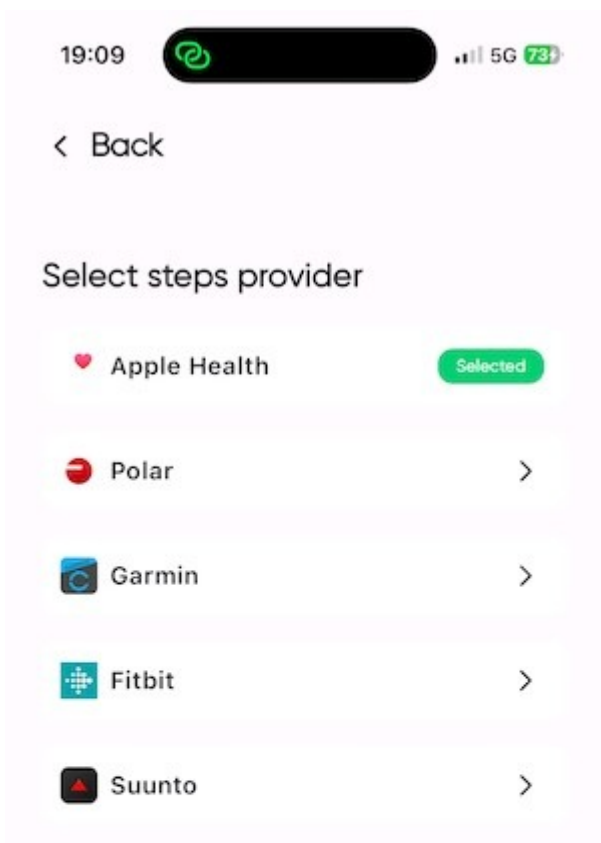 19:09 5G 73
< Back
Select steps provider
Apple Health Selected
Polar
Garmin
Fitbit
Suunto